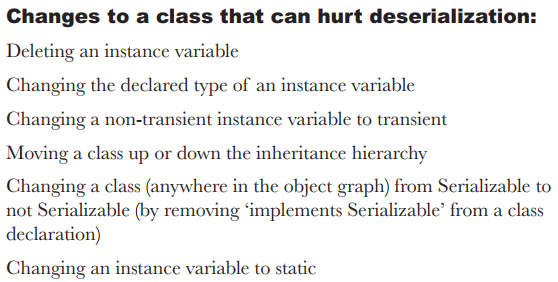 Changes to a class that can hurt deserialization:
Deleting an instance variable
Changing the declared type of an instance variable
Changing a non-transient instance variable to transient
Moving a class up or down the inheritance hierarchy
Changing a class (anywhere in the object graph) from Serializable to
not Serializable (by removing ‘implements Serializable’ from a class
declaration)
Changing an instance variable to static